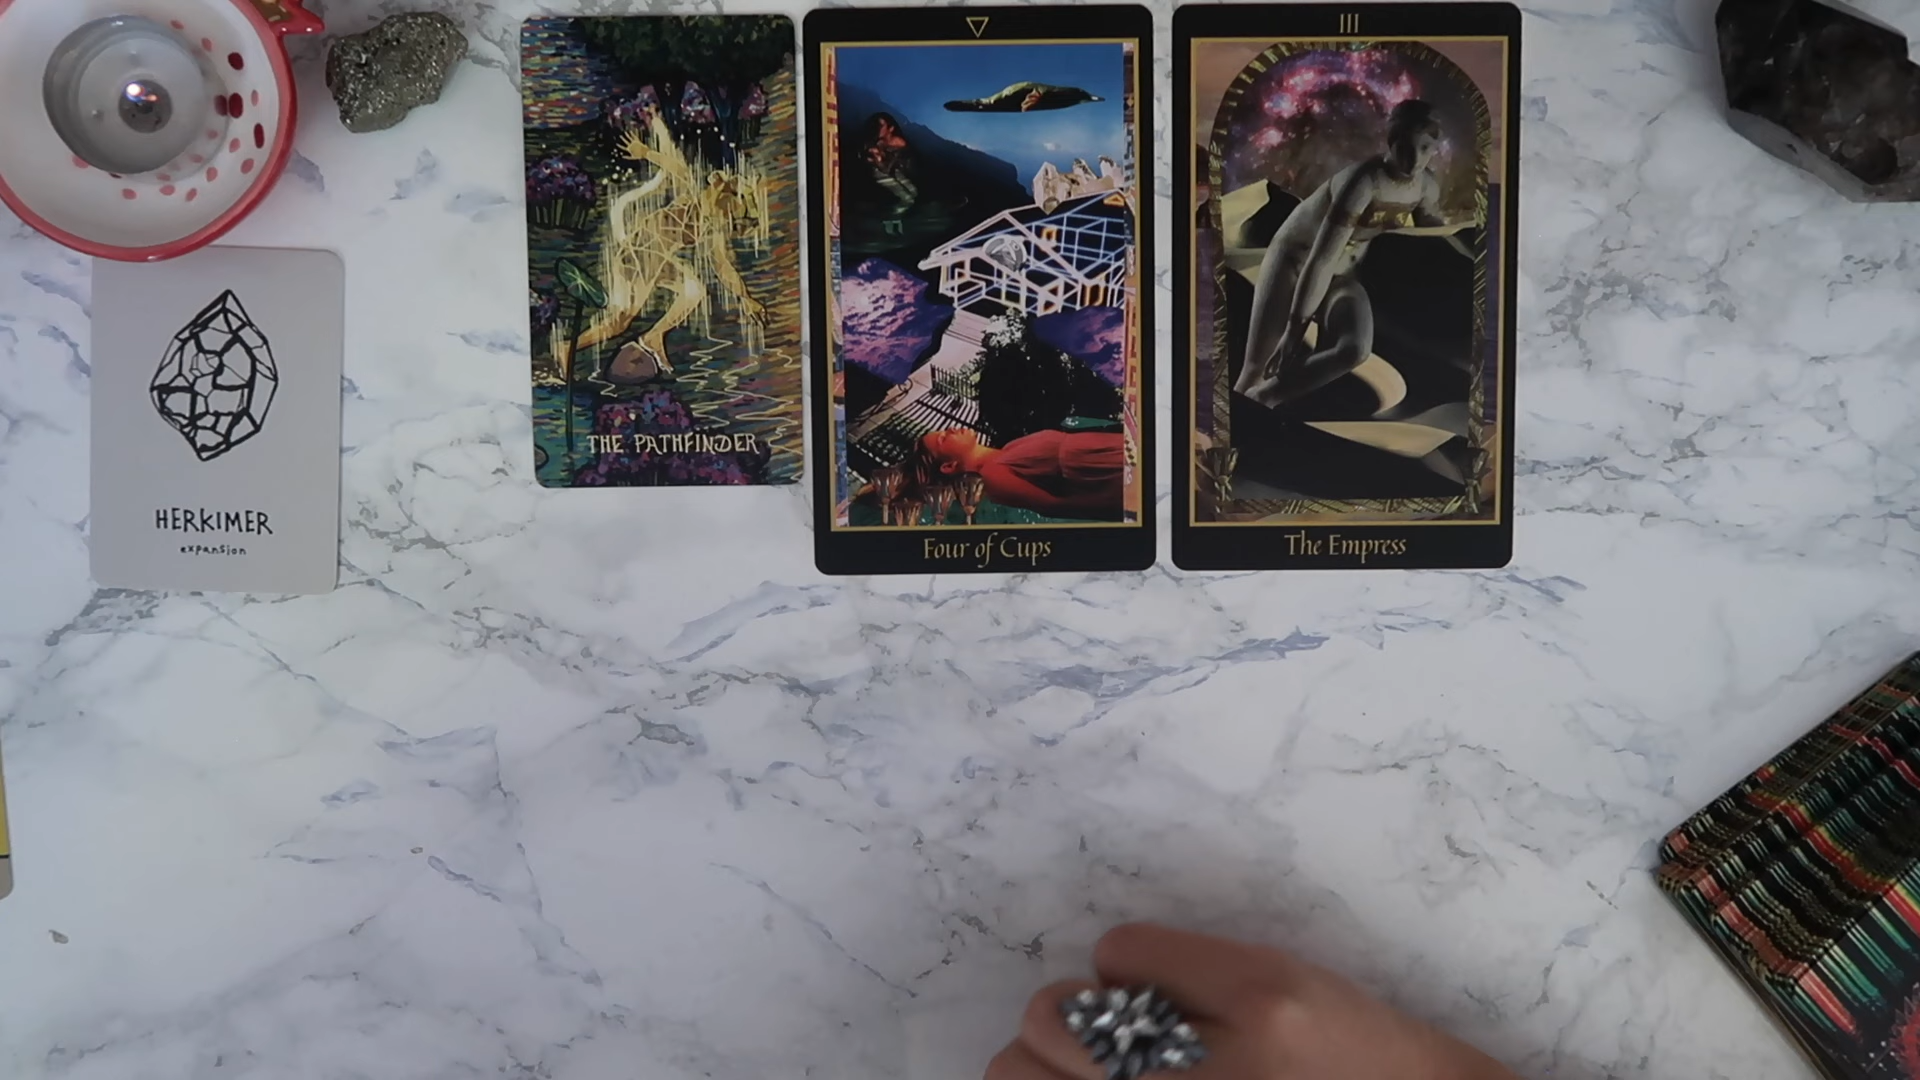 HERKIMER
expansion
THE PATHFINDER
Four of Cups
III
The Empress